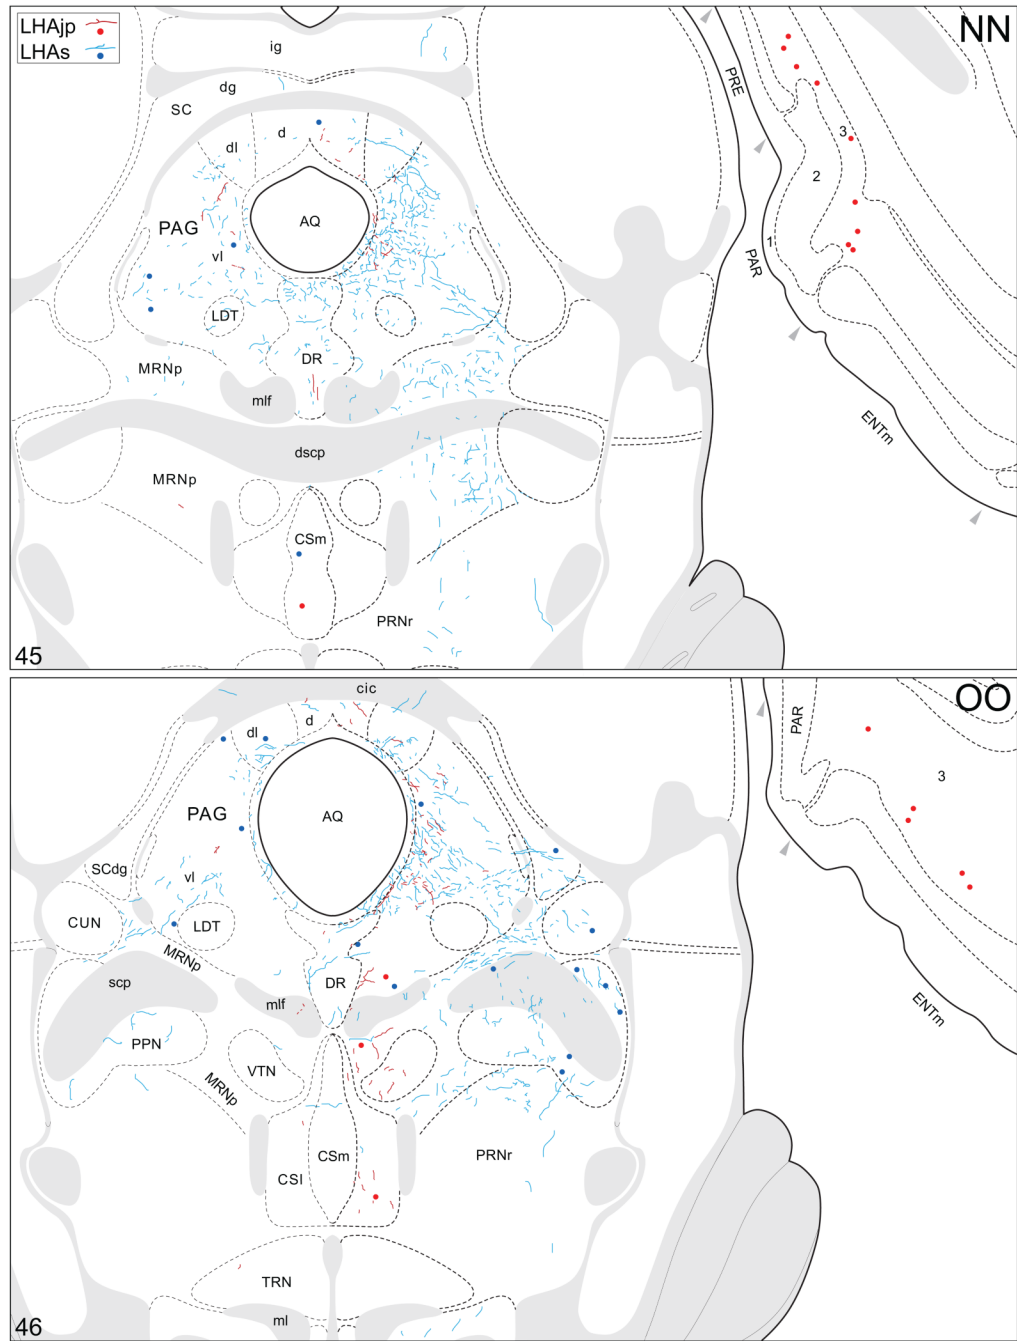 LHAjp
LHAs
NN
ig
PRE
dg
SC
d
3
dl
2
AQ
PAG
1
vl
PAR
LDT
DR
MRNp
mlf
ENTm
dscp
MRNp
CSm
PRNr
45
OO
cic
PAR
d
dl
3
PAG
AQ
SCdg
vl
CUN
LDT
MRNp
scp
DR
mlf
ENTm
PPN
VTN
MRNp
CSm
PRNr
CSl
TRN
ml
46